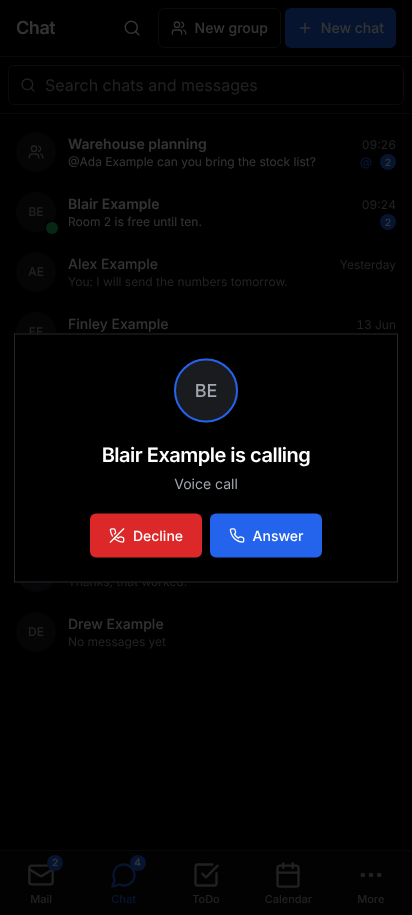 Chat
New group
New chat
Search chats and messages
Warehouse planning
09:26
@Ada Example can you bring the stock list?
@
2
BE
Blair Example
09:24
Room 2 is free until ten.
2
AE
Alex Example
Yesterday
You: I will send the numbers tomorrow.
Finley Example
13 Jun
BE
Blair Example is calling
Voice call
Decline
Answer
Thanks, that worked.
DE
Drew Example
No messages yet
2
4
Mail
Chat
ToDo
Calendar
More